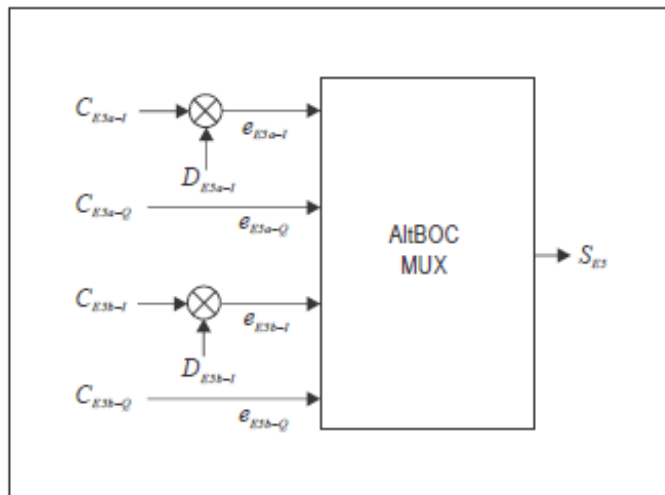 C_E5a-I
e_E5a-I
D_E5a-I
C_E5a-Q
e_E5a-Q
AltBOC
MUX
S_E5
C_E5b-I
e_E5b-I
D_E5b-I
C_E5b-Q
e_E5b-Q